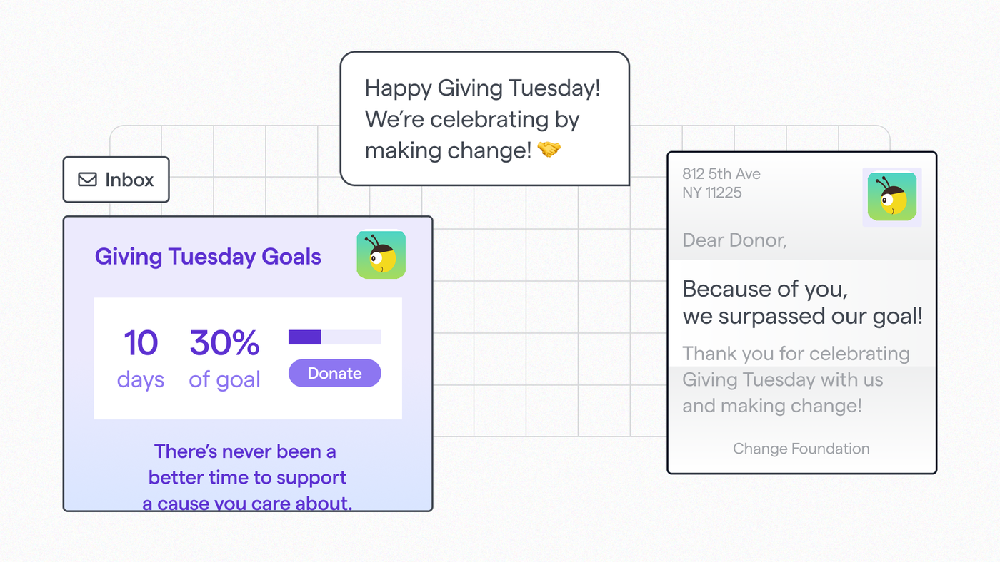 Happy Giving Tuesday!
We’re celebrating by
making change! 🤝
Inbox
Giving Tuesday Goals
10
days
30%
of goal
Donate
There’s never been a
better time to support
a cause you care about.
812 5th Ave
NY 11225
Dear Donor,
Because of you,
we surpassed our goal!
Thank you for celebrating
Giving Tuesday with us
and making change!
Change Foundation